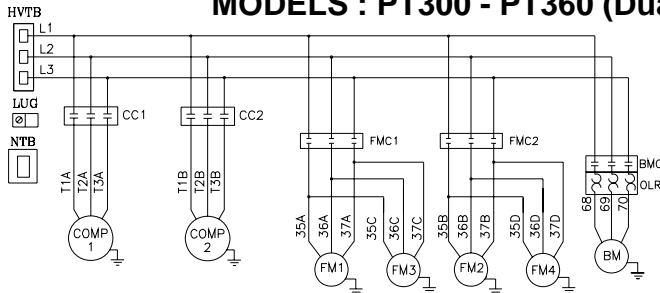 MODELS : PT300 - PT360 (Dua
HVTB
L1
L2
L3
LUG
NTB
CC1
CC2
FMC1
FMC2
BMC
OLR
T1A
T2A
T3A
T1B
T2B
T3B
35A
36A
37A
35C
36C
37C
35B
36B
37B
35D
36D
37D
68
69
70
COMP
1
COMP
2
FM1
FM3
FM2
FM4
BM